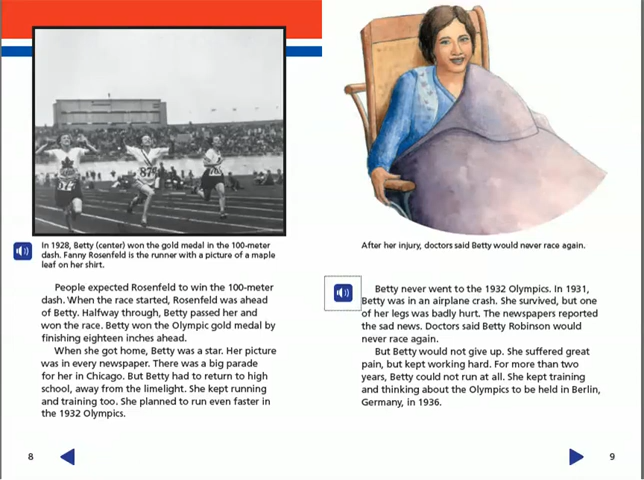 In 1928, Betty (center) won the gold medal in the 100-meter
dash. Fanny Rosenfeld is the runner with a picture of a maple
leaf on her shirt.
People expected Rosenfeld to win the 100-meter
dash. When the race started, Rosenfeld was ahead
of Betty. Halfway through, Betty passed her and
won the race. Betty won the Olympic gold medal by
finishing eighteen inches ahead.
When she got home, Betty was a star. Her picture
was in every newspaper. There was a big parade
for her in Chicago. But Betty had to return to high
school, away from the limelight. She kept running
and training too. She planned to run even faster in
the 1932 Olympics.
8
After her injury, doctors said Betty would never race again.
Betty never went to the 1932 Olympics. In 1931,
Betty was in an airplane crash. She survived, but one
of her legs was badly hurt. The newspapers reported
the sad news. Doctors said Betty Robinson would
never race again.
But Betty would not give up. She suffered great
pain, but kept working hard. For more than two
years, Betty could not run at all. She kept training
and thinking about the Olympics to be held in Berlin,
Germany, in 1936.
9